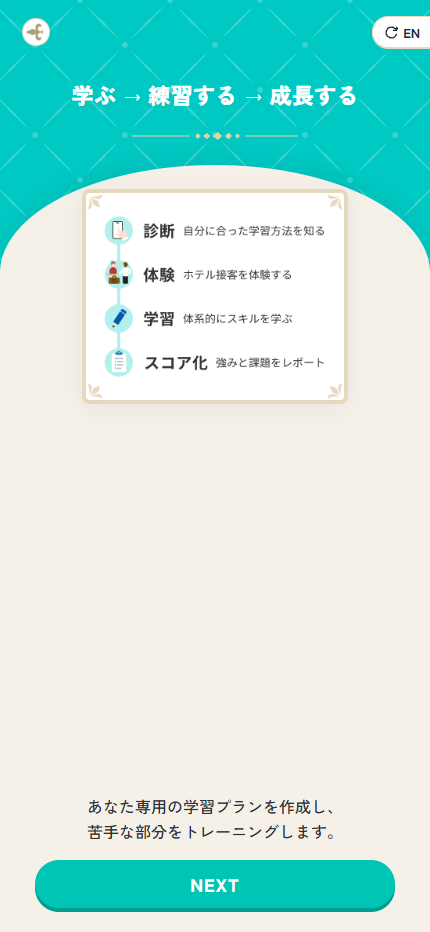 EN
学ぶ → 練習する → 成長する
診断 自分に合った学習方法を知る
体験 ホテル接客を体験する
学習 体系的にスキルを学ぶ
スコア化 強みと課題をレポート
あなた専用の学習プランを作成し、
苦手な部分をトレーニングします。
NEXT